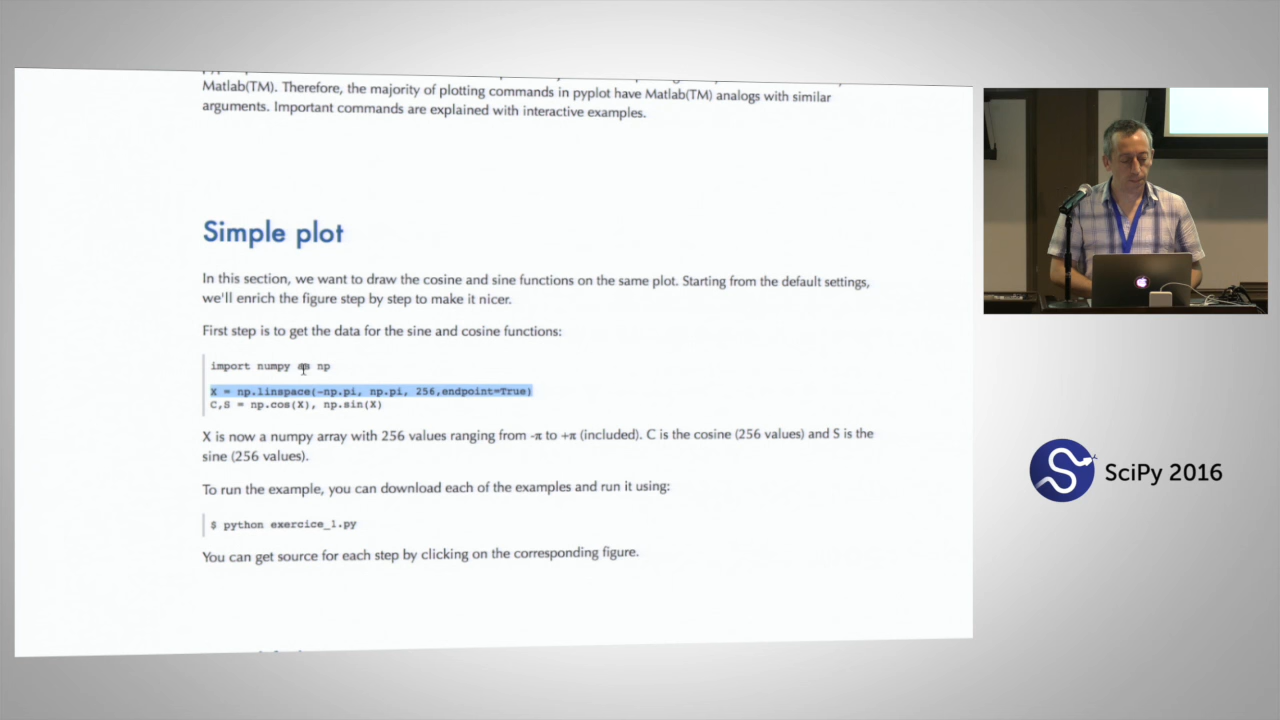 Matlab(TM). Therefore, the majority of plotting commands in pyplot have Matlab(TM) analogs with similar
arguments. Important commands are explained with interactive examples.
Simple plot
In this section, we want to draw the cosine and sine functions on the same plot. Starting from the default settings,
we'll enrich the figure step by step to make it nicer.
First step is to get the data for the sine and cosine functions:
import numpy as np
X = np.linspace(-np.pi, np.pi, 256,endpoint=True)
C,S = np.cos(X), np.sin(X)
X is now a numpy array with 256 values ranging from -π to +π (included). C is the cosine (256 values) and S is the
sine (256 values).
To run the example, you can download each of the examples and run it using:
$ python exercice_1.py
You can get source for each step by clicking on the corresponding figure.
SciPy 2016